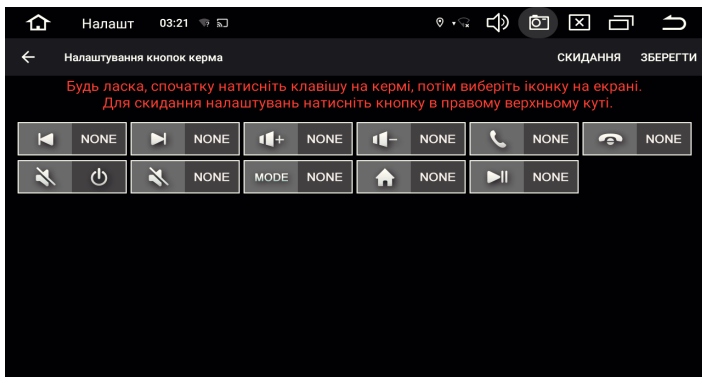 Налашт 03:21
Налаштування кнопок керма СКИДАННЯ ЗБЕРЕГТИ
Будь ласка, спочатку натисніть клавішу на кермі, потім виберіть іконку на екрані.
Для скидання налаштувань натисніть кнопку в правому верхньому куті.
NONE NONE + NONE - NONE NONE NONE
NONE MODE NONE NONE NONE